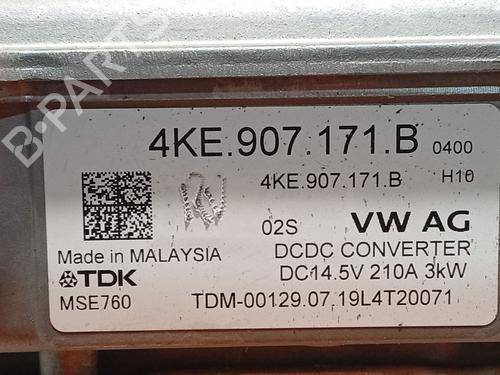 4KE.907.171.B 0400
4KE.907.171.B H10
02S VW AG
Made in MALAYSIA DCDC CONVERTER
TDK DC14.5V 210A 3kW
MSE760 TDM-00129.07.19L4T20071
B-PARTS